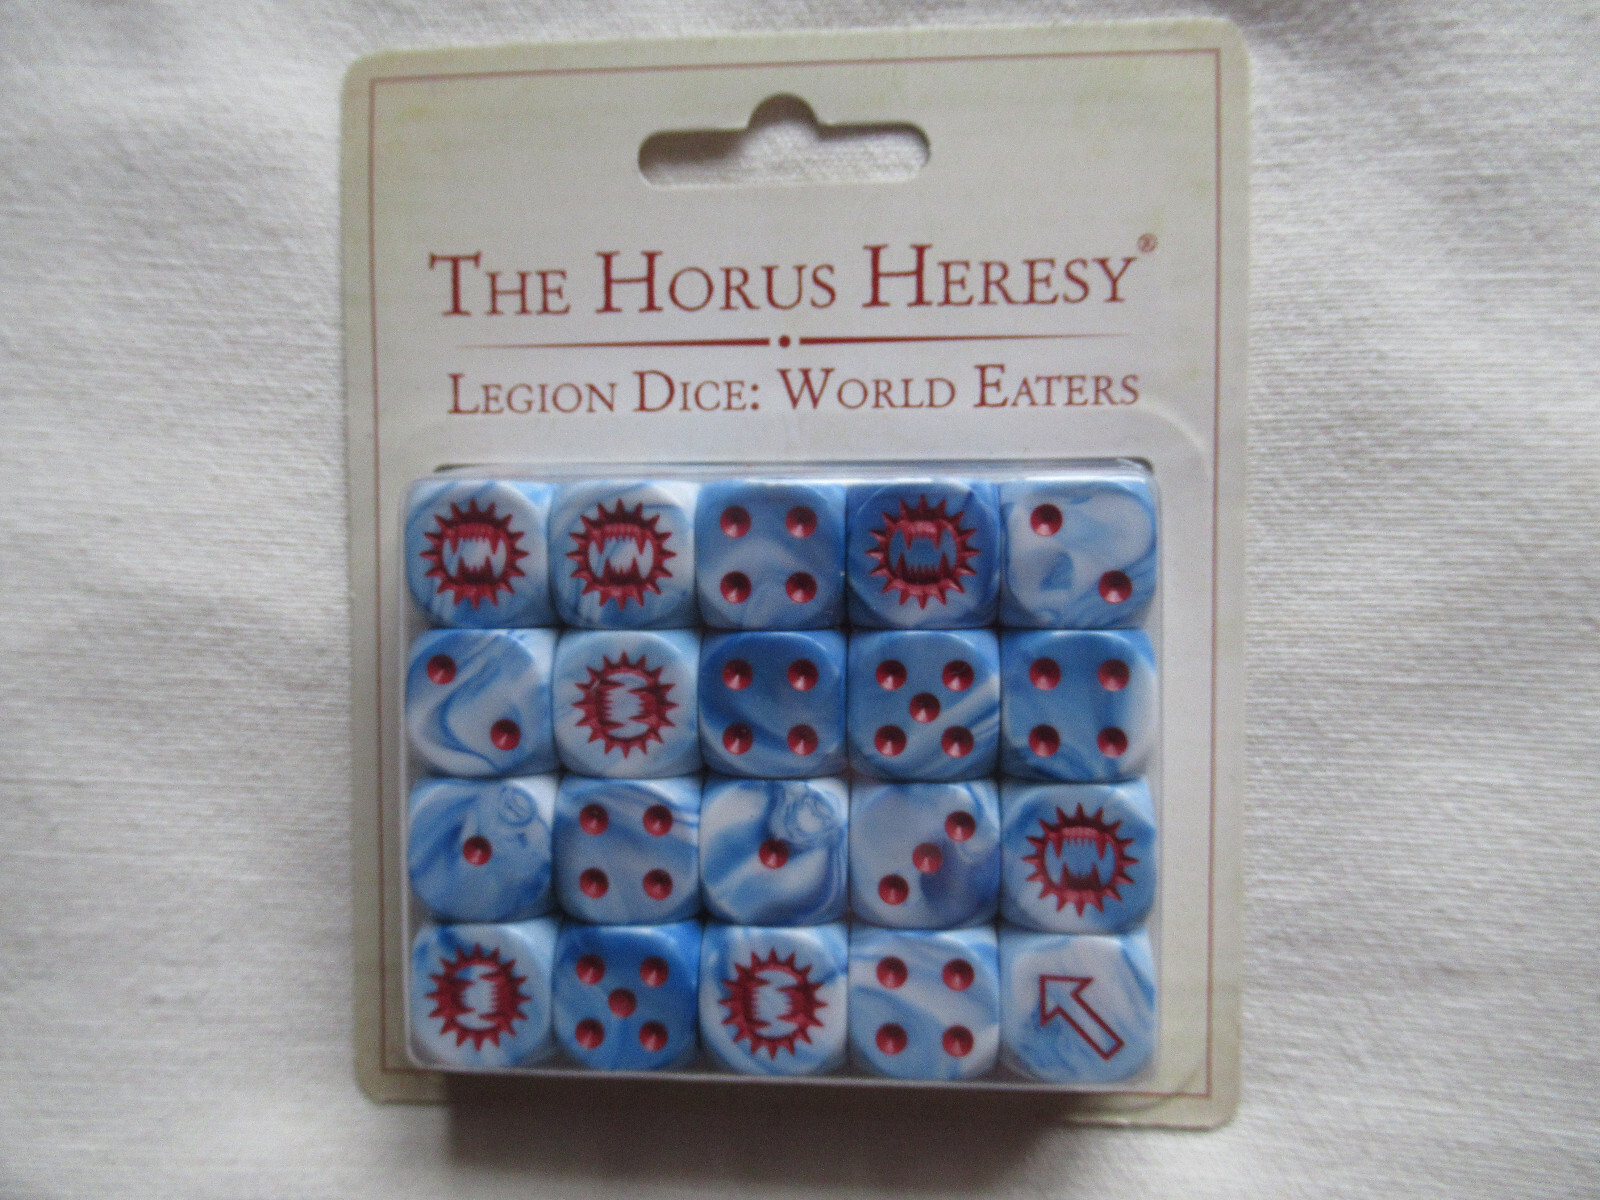 The Horus Heresy®
Legion Dice: World Eaters